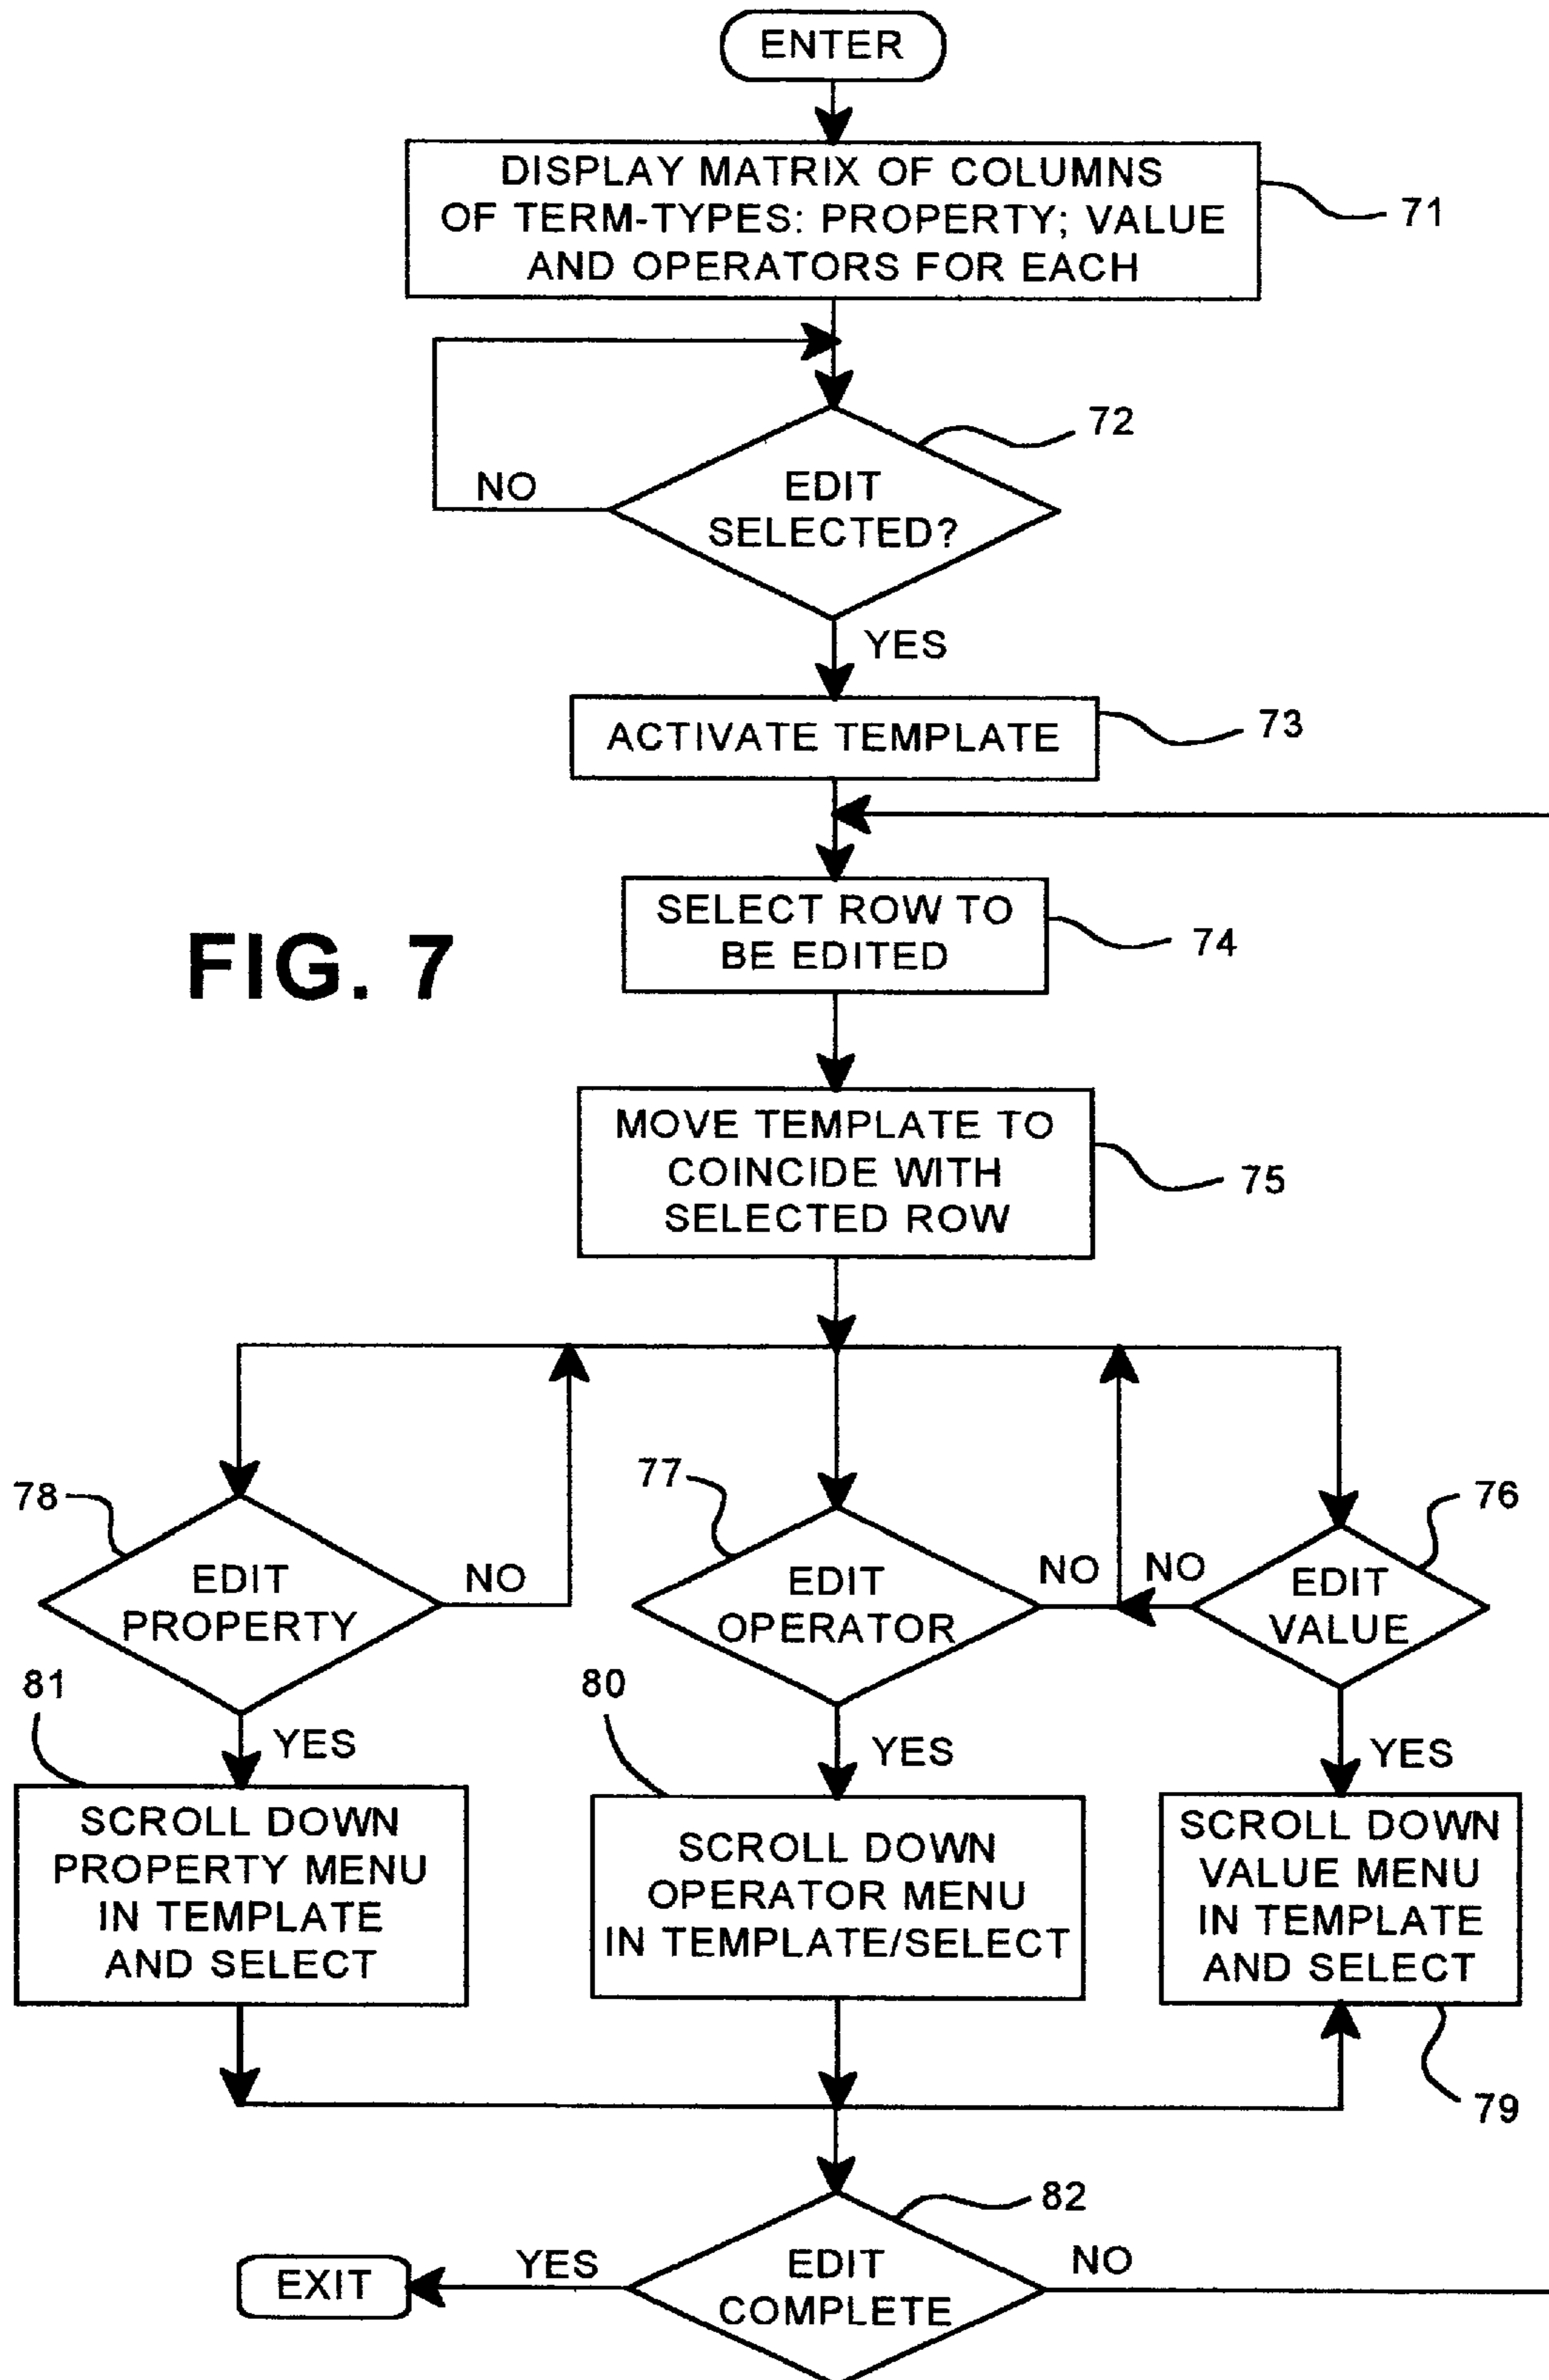 ENTER
DISPLAY MATRIX OF COLUMNS
OF TERM-TYPES: PROPERTY; VALUE
AND OPERATORS FOR EACH
71
72
NO
EDIT
SELECTED?
YES
ACTIVATE TEMPLATE
73
SELECT ROW TO
BE EDITED
74
FIG. 7
MOVE TEMPLATE TO
COINCIDE WITH
SELECTED ROW
75
78
EDIT
PROPERTY
NO
77
EDIT
OPERATOR
NO
NO
76
EDIT
VALUE
81
YES
SCROLL DOWN
PROPERTY MENU
IN TEMPLATE
AND SELECT
80
YES
SCROLL DOWN
OPERATOR MENU
IN TEMPLATE/SELECT
YES
SCROLL DOWN
VALUE MENU
IN TEMPLATE
AND SELECT
79
82
EDIT
COMPLETE
YES
NO
EXIT